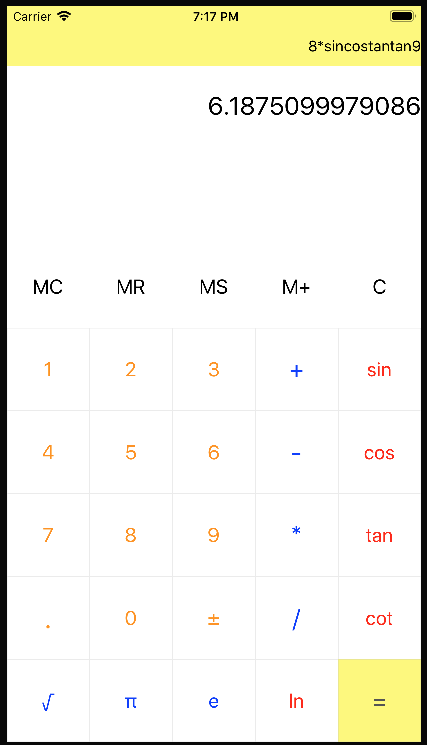 Carrier 7:17 PM
8*sincostantan9
6.1875099979086
MC MR MS M+ C
1 2 3 + sin
4 5 6 - cos
7 8 9 * tan
. 0 ± / cot
√ π e ln =